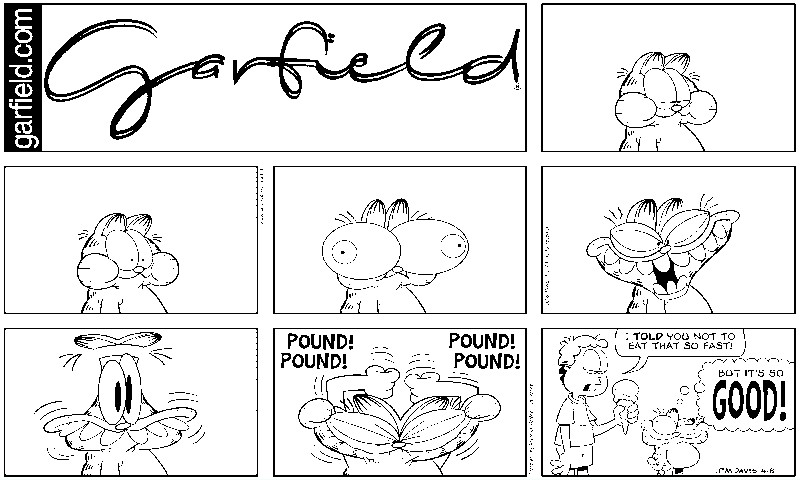 garfield.com
Garfield
POUND!
POUND!
POUND!
POUND!
I TOLD YOU NOT TO
EAT THAT SO FAST!
BUT IT'S SO
GOOD!
JIM DAVIS 4-8